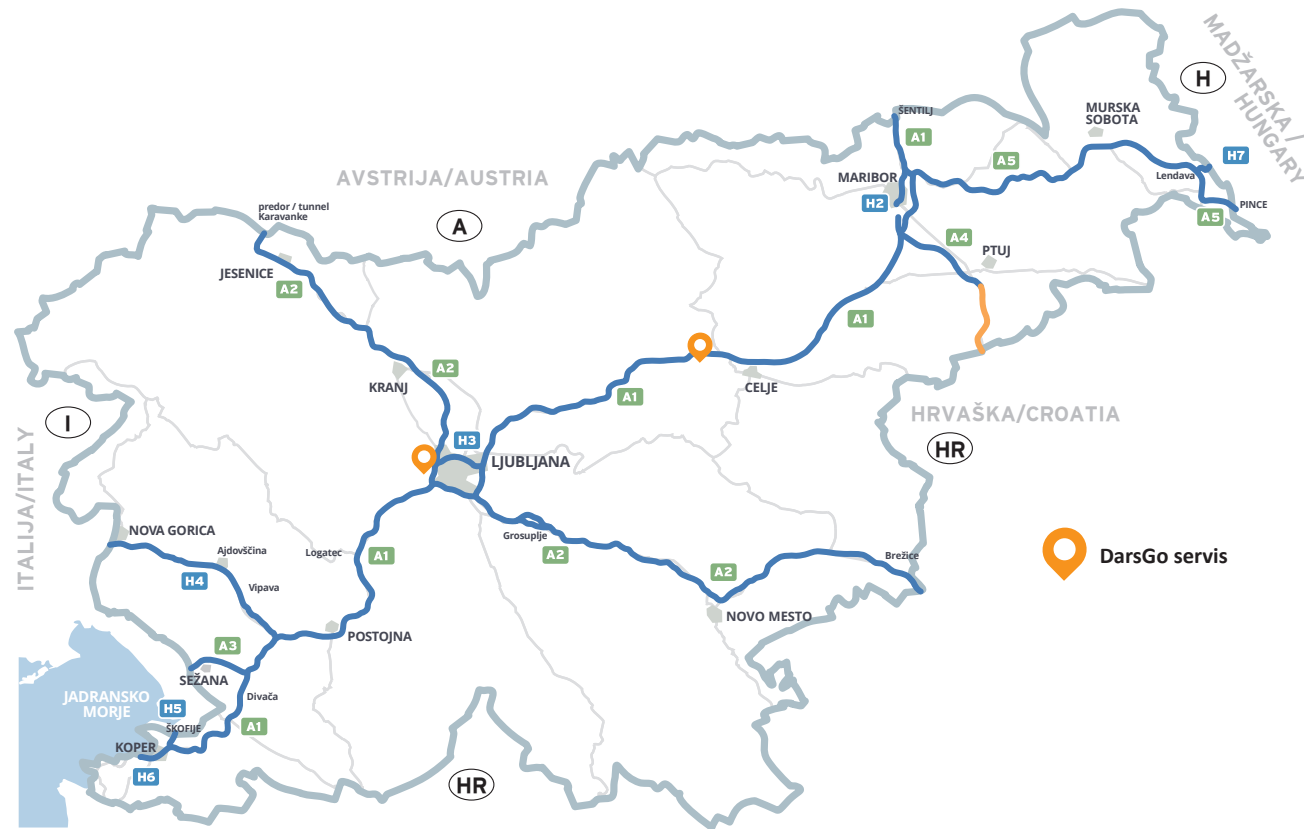 MADŽARSKA /
HUNGARY
H
ŠENTILJ
MURSKA
SOBOTA
A1
A5
H7
MARIBOR
Lendava
AVSTRIJA/AUSTRIA
H2
PINCE
predor / tunnel
Karavanke
A
A5
A4
PTUJ
JESENICE
A2
A1
A2
KRANJ
CELJE
A1
HRVAŠKA/CROATIA
I
ITALIJA/ITALY
H3
HR
LJUBLJANA
NOVA GORICA
Grosuplje
Ajdovščina
Logatec
A1
A2
Brežice
DarsGo servis
H4
A2
Vipava
NOVO MESTO
POSTOJNA
A3
SEŽANA
Divača
JADRANSKO
MORJE
H5
ŠKOFIJE
A1
KOPER
H6
HR